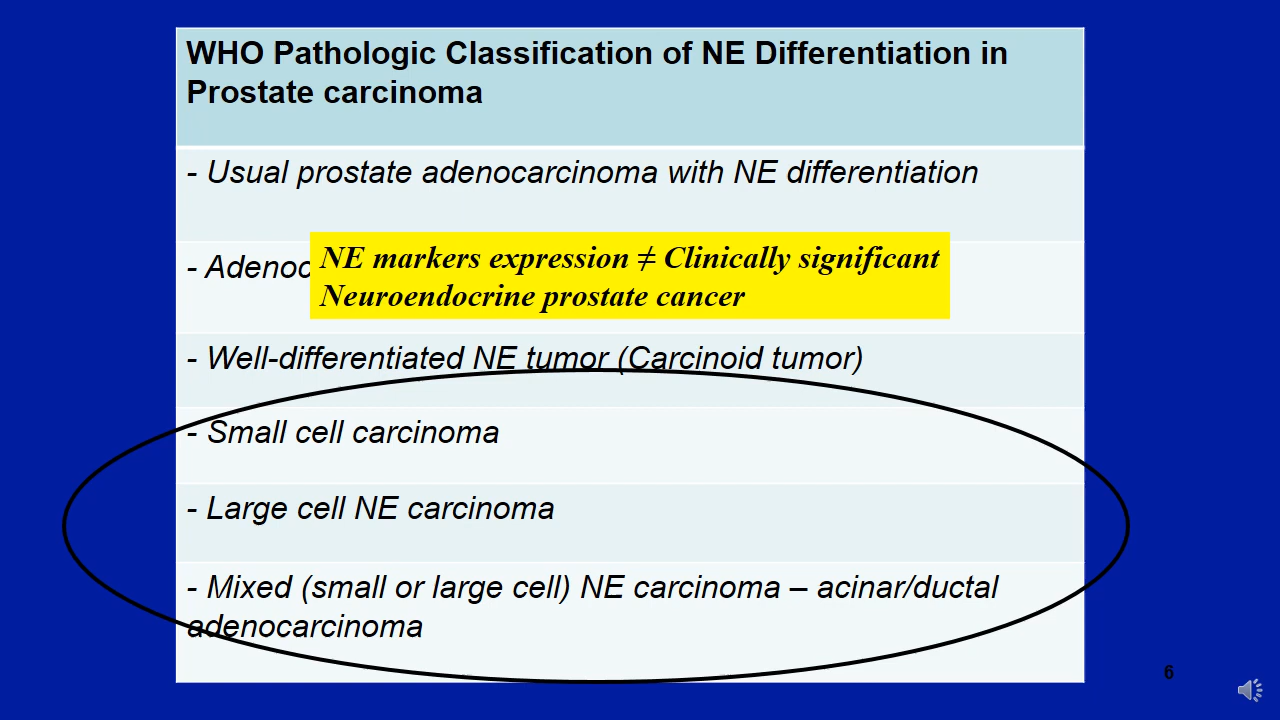 WHO Pathologic Classification of NE Differentiation in
Prostate carcinoma
- Usual prostate adenocarcinoma with NE differentiation
- Adenoc
NE markers expression ≠ Clinically significant
Neuroendocrine prostate cancer
- Well-differentiated NE tumor (Carcinoid tumor)
- Small cell carcinoma
- Large cell NE carcinoma
- Mixed (small or large cell) NE carcinoma – acinar/ductal
adenocarcinoma
6